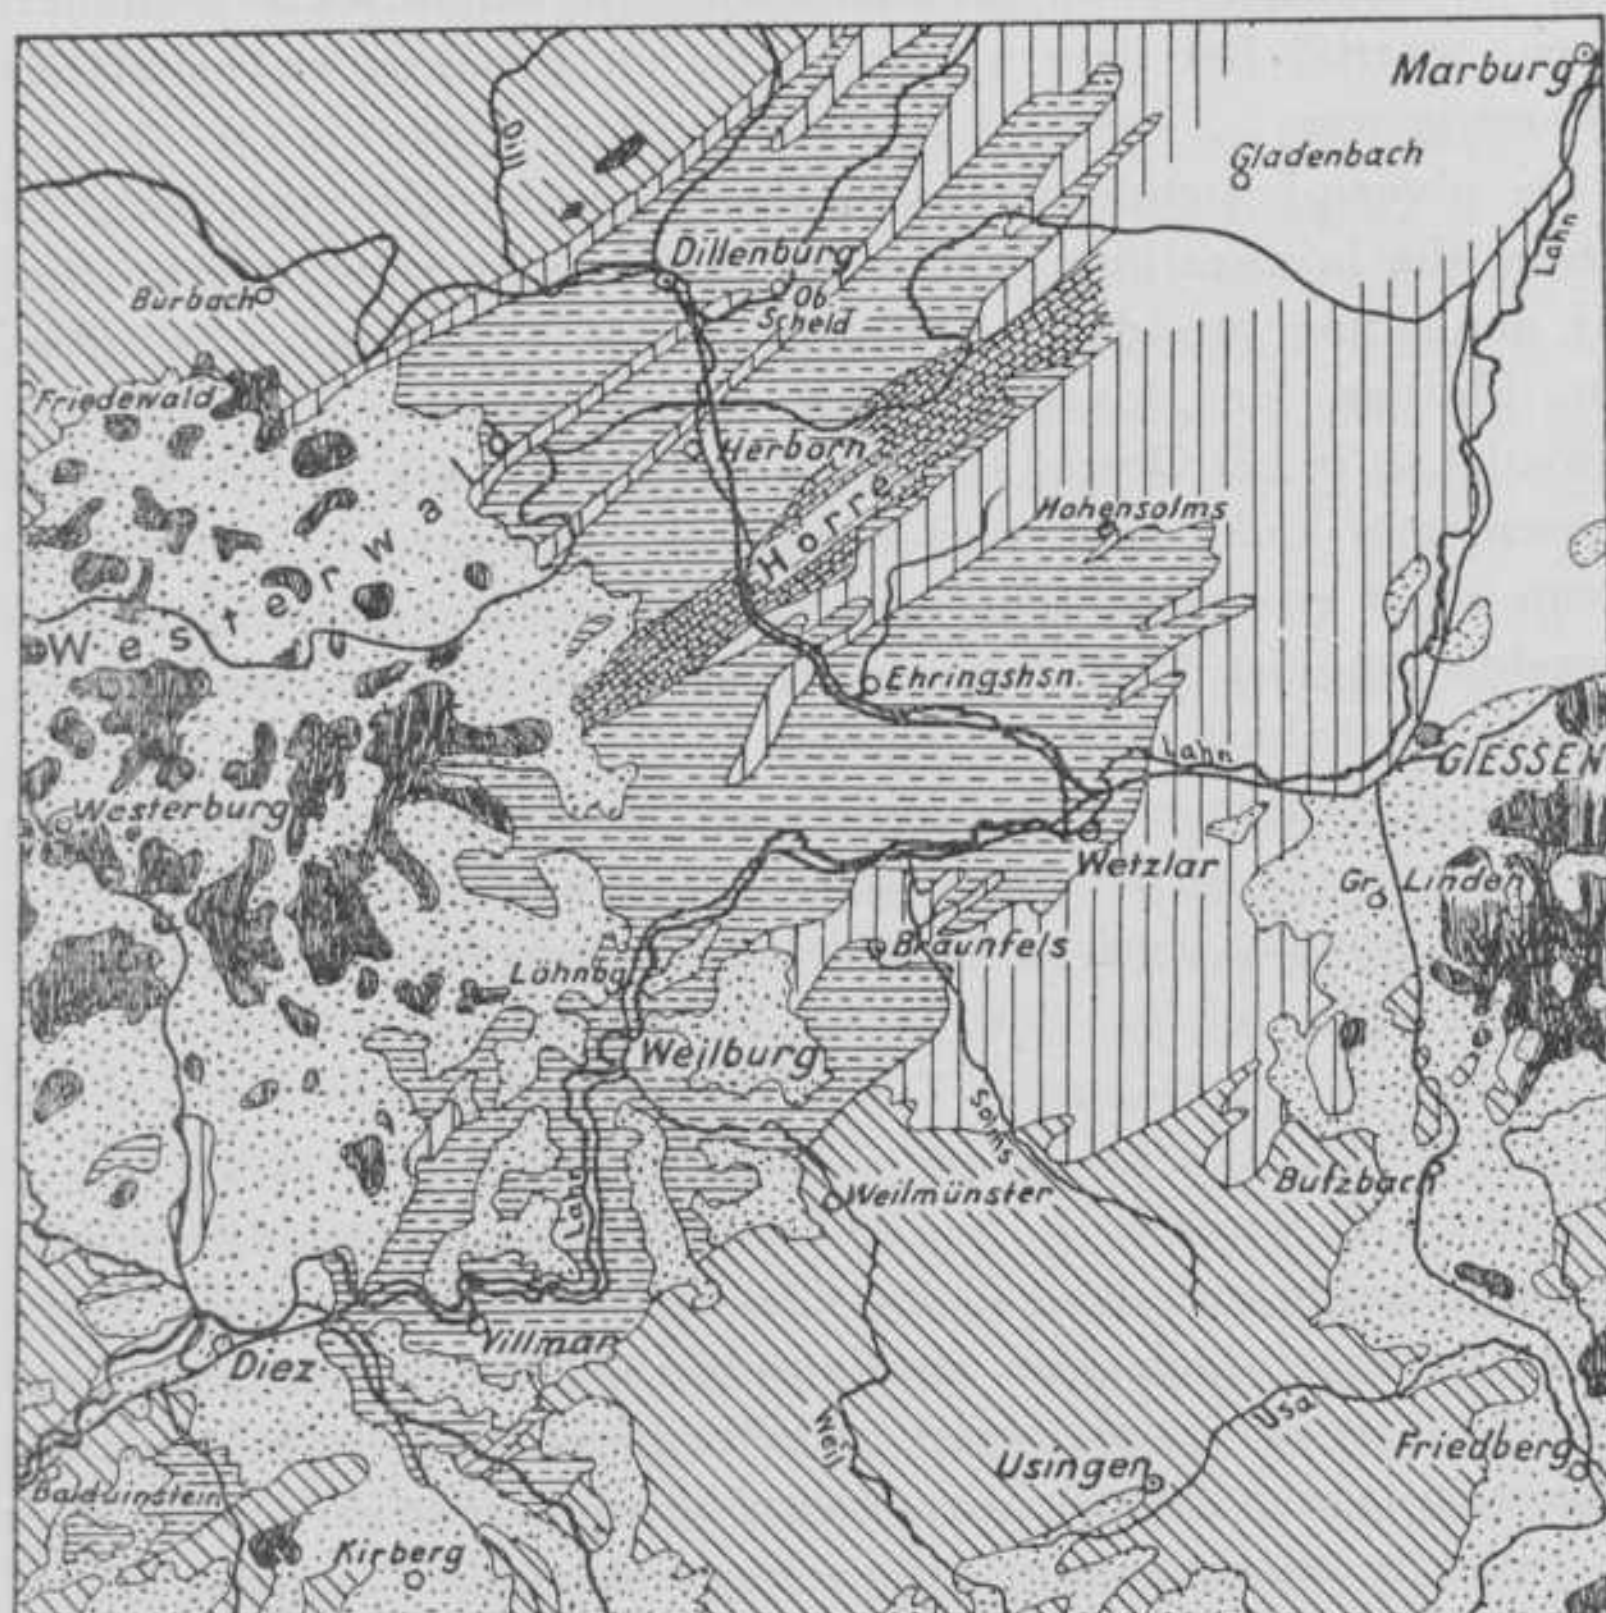 Marburg
Gladenbach
Dill
Lahn
Dillenburg
Ob.
Scheld
Burbach
Friedewald
Herborn
Hörre
Hohensolms
Westerwald
Ehringshsn.
Lahn
GIESSEN
Westerburg
Wetzlar
Gr. Linden
Braunfels
Löhnbg.
Weilburg
Solms
Weilmünster
Butzbach
Lahn
Villmar
Diez
Weil
Usa
Friedberg
Usingen
Balduinstein
Kirberg